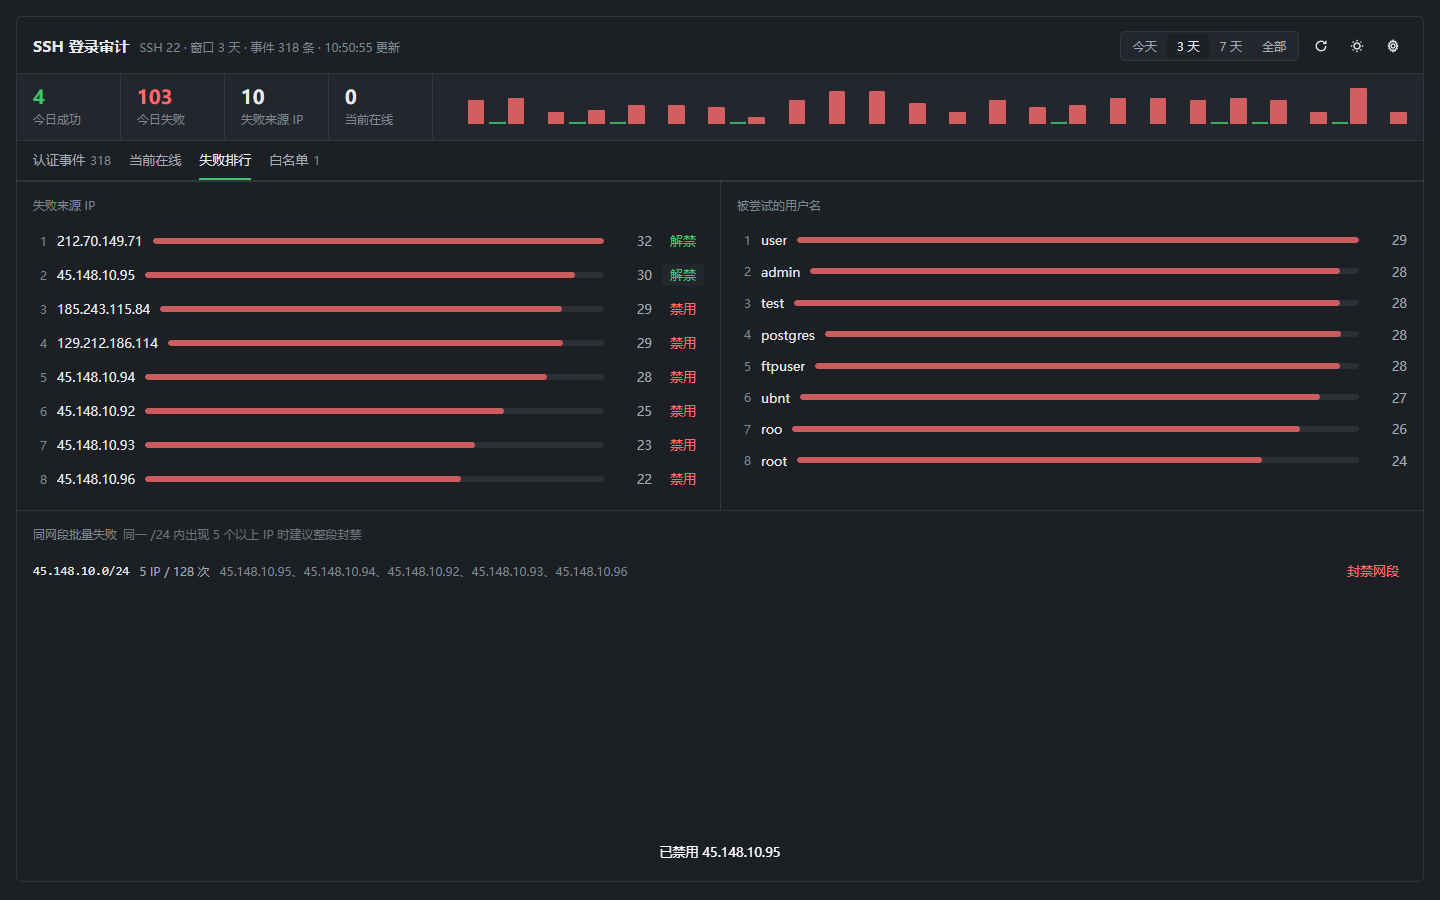 SSH 登录审计 SSH 22 · 窗口 3 天 · 事件 318 条 · 10:50:55 更新
今天 3 天 7 天 全部
4 103 10 0
今日成功 今日失败 失败来源 IP 当前在线
认证事件 318 当前在线 失败排行 白名单 1
失败来源 IP
1 212.70.149.71 32 解禁
2 45.148.10.95 30 解禁
3 185.243.115.84 29 禁用
4 129.212.186.114 29 禁用
5 45.148.10.94 28 禁用
6 45.148.10.92 25 禁用
7 45.148.10.93 23 禁用
8 45.148.10.96 22 禁用
被尝试的用户名
1 user 29
2 admin 28
3 test 28
4 postgres 28
5 ftpuser 28
6 ubnt 27
7 roo 26
8 root 24
同网段批量失败 同一 /24 内出现 5 个以上 IP 时建议整段封禁
45.148.10.0/24 5 IP / 128 次 45.148.10.95、45.148.10.94、45.148.10.92、45.148.10.93、45.148.10.96 封禁网段
已禁用 45.148.10.95